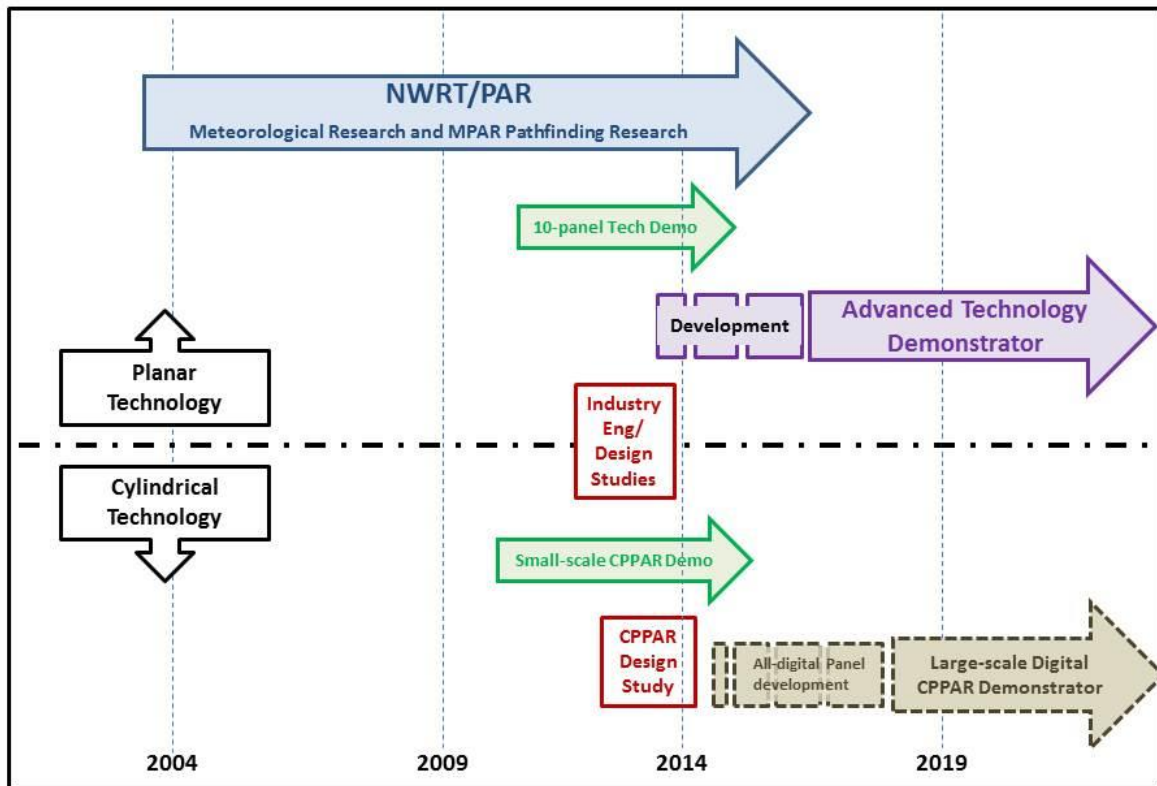 NWRT/PAR
Meteorological Research and MPAR Pathfinding Research
10-panel Tech Demo
Development
Advanced Technology
Demonstrator
Planar
Technology
Industry
Eng/
Design
Studies
Cylindrical
Technology
Small-scale CPPAR Demo
CPPAR
Design
Study
All-digital Panel
development
Large-scale Digital
CPPAR Demonstrator
2004
2009
2014
2019